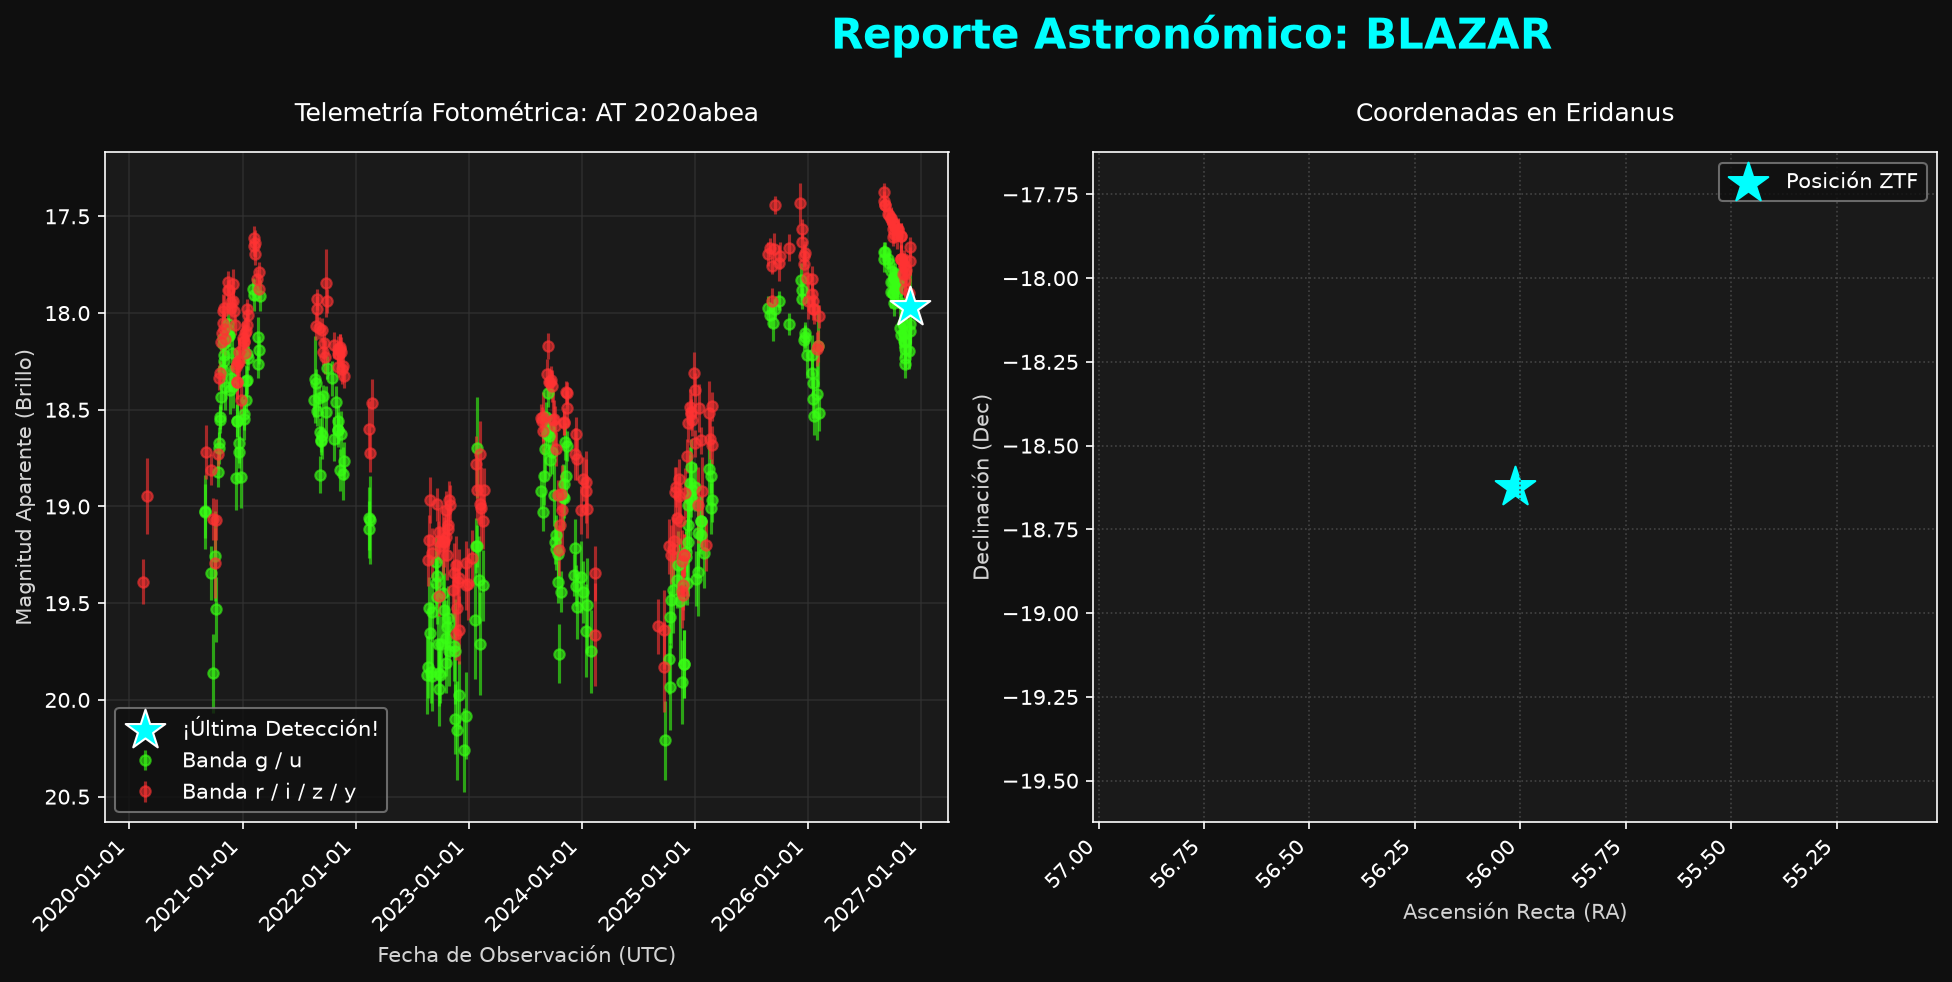 Reporte Astronómico: BLAZAR
Telemetría Fotométrica: AT 2020abea
Magnitud Aparente (Brillo)
17.5
18.0
18.5
19.0
19.5
20.0
20.5
¡Última Detección!
Banda g / u
Banda r / i / z / y
2020-01-01
2021-01-01
2022-01-01
2023-01-01
2024-01-01
2025-01-01
2026-01-01
2027-01-01
Fecha de Observación (UTC)
Coordenadas en Eridanus
Declinación (Dec)
−17.75
−18.00
−18.25
−18.50
−18.75
−19.00
−19.25
−19.50
Posición ZTF
57.00
56.75
56.50
56.25
56.00
55.75
55.50
55.25
Ascensión Recta (RA)